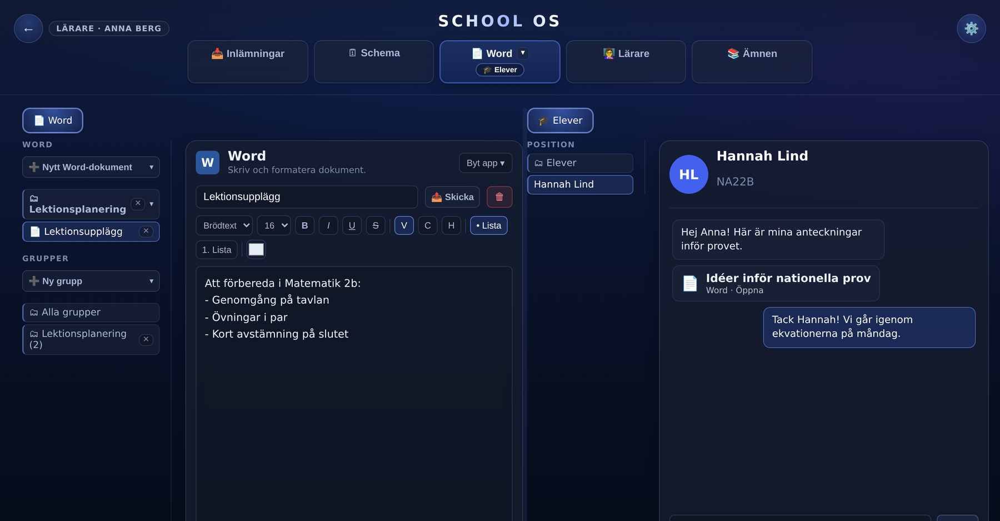 ←
LÄRARE · ANNA BERG
SCHOOL OS
📥 Inlämningar
🗓 Schema
📄 Word ▼
🎓 Elever
👩‍🏫 Lärare
📚 Ämnen
📄 Word
WORD
➕ Nytt Word-dokument ▾
🗂 Lektionsplanering ✕ ▾
📄 Lektionsupplägg ✕
GRUPPER
➕ Ny grupp ▾
🗂 Alla grupper
🗂 Lektionsplanering
(2) ✕
W
Word
Skriv och formatera dokument.
Byt app ▾
Lektionsupplägg
📤 Skicka
Brödtext 16 B I U S V C H • Lista
1. Lista
Att förbereda i Matematik 2b:
- Genomgång på tavlan
- Övningar i par
- Kort avstämning på slutet
🎓 Elever
POSITION
🗂 Elever
Hannah Lind
HL
Hannah Lind
NA22B
Hej Anna! Här är mina anteckningar
inför provet.
Idéer inför nationella prov
Word · Öppna
Tack Hannah! Vi går igenom
ekvationerna på måndag.